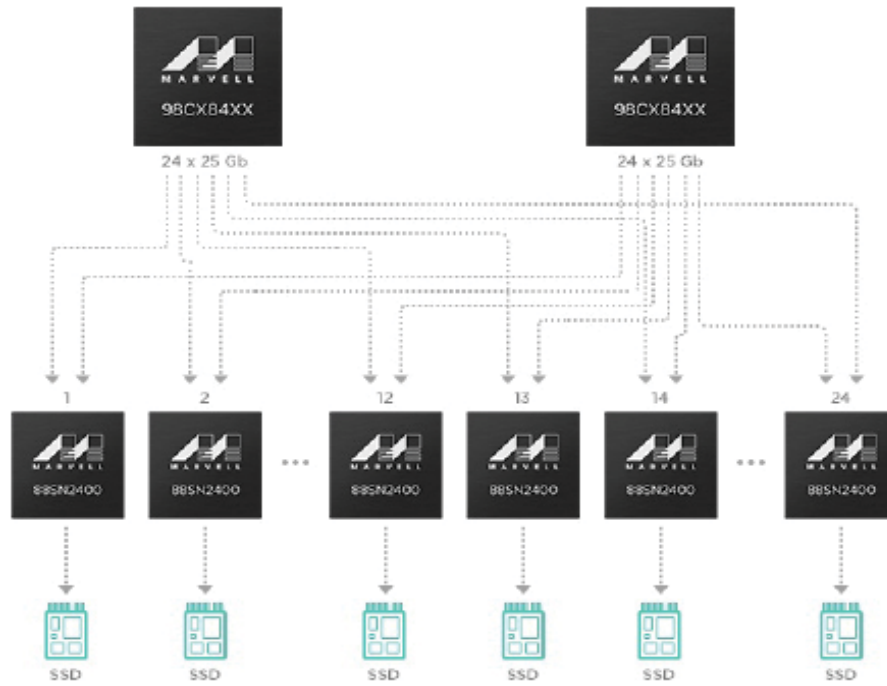 MARVELL MARVELL
98CX84XX 98CX84XX
24 x 25 Gb 24 x 25 Gb
1 2 12 13 14 24
MARVELL MARVELL MARVELL MARVELL MARVELL MARVELL
88SN2400 88SN2400 88SN2400 88SN2400 88SN2400 88SN2400
SSD SSD SSD SSD SSD SSD